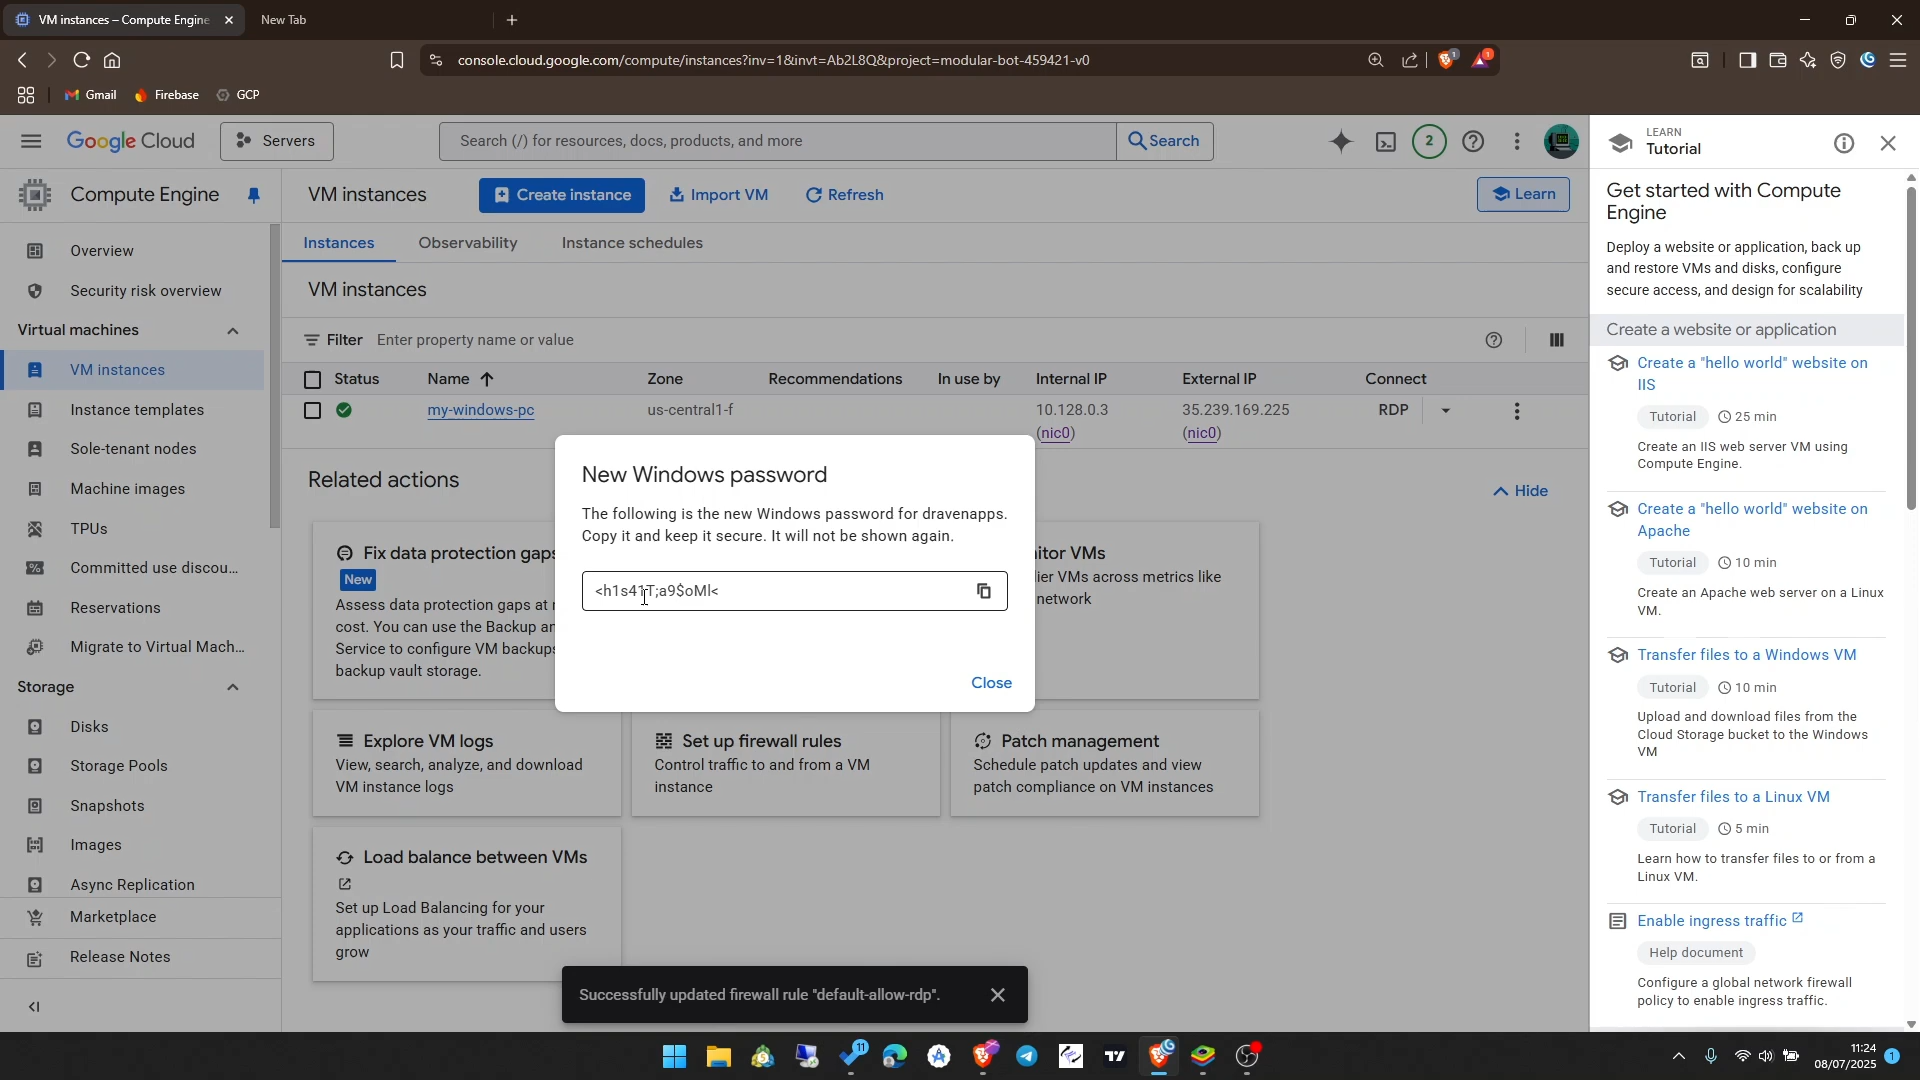 VM instances – Compute Engine
New Tab
console.cloud.google.com/compute/instances?inv=1&invt=Ab2L8Q&project=modular-bot-459421-v0
1
1
Gmail
Firebase
GCP
Google Cloud
Servers
Search (/) for resources, docs, products, and more
Search
2
Compute Engine
Overview
Security risk overview
Virtual machines
VM instances
Instance templates
Sole-tenant nodes
Machine images
TPUs
Committed use discou...
Reservations
Migrate to Virtual Mach...
Storage
Disks
Storage Pools
Snapshots
Images
Async Replication
Marketplace
Release Notes
VM instances
Create instance
Import VM
Refresh
Learn
Instances
Observability
Instance schedules
VM instances
Filter
Enter property name or value
Status
Name
Zone
Recommendations
In use by
Internal IP
External IP
Connect
my-windows-pc
us-central1-f
10.128.0.3
35.239.169.225
RDP
(nic0)
(nic0)
Related actions
Hide
New Windows password
The following is the new Windows password for dravenapps.
Copy it and keep it secure. It will not be shown again.
<h1s41T;a9$oMl<
Close
Fix data protection gaps
New
Assess data protection gaps at
cost. You can use the Backup an
Service to configure VM backups
backup vault storage.
itor VMs
lier VMs across metrics like
network
Explore VM logs
View, search, analyze, and download
VM instance logs
Set up firewall rules
Control traffic to and from a VM
instance
Patch management
Schedule patch updates and view
patch compliance on VM instances
Load balance between VMs
Set up Load Balancing for your
applications as your traffic and users
grow
Successfully updated firewall rule "default-allow-rdp".
LEARN
Tutorial
Get started with Compute
Engine
Deploy a website or application, back up
and restore VMs and disks, configure
secure access, and design for scalability
Create a website or application
Create a "hello world" website on
IIS
Tutorial
25 min
Create an IIS web server VM using
Compute Engine.
Create a "hello world" website on
Apache
Tutorial
10 min
Create an Apache web server on a Linux
VM.
Transfer files to a Windows VM
Tutorial
10 min
Upload and download files from the
Cloud Storage bucket to the Windows
VM
Transfer files to a Linux VM
Tutorial
5 min
Learn how to transfer files to or from a
Linux VM.
Enable ingress traffic
Help document
Configure a global network firewall
policy to enable ingress traffic.
11
11:24
08/07/2025
1